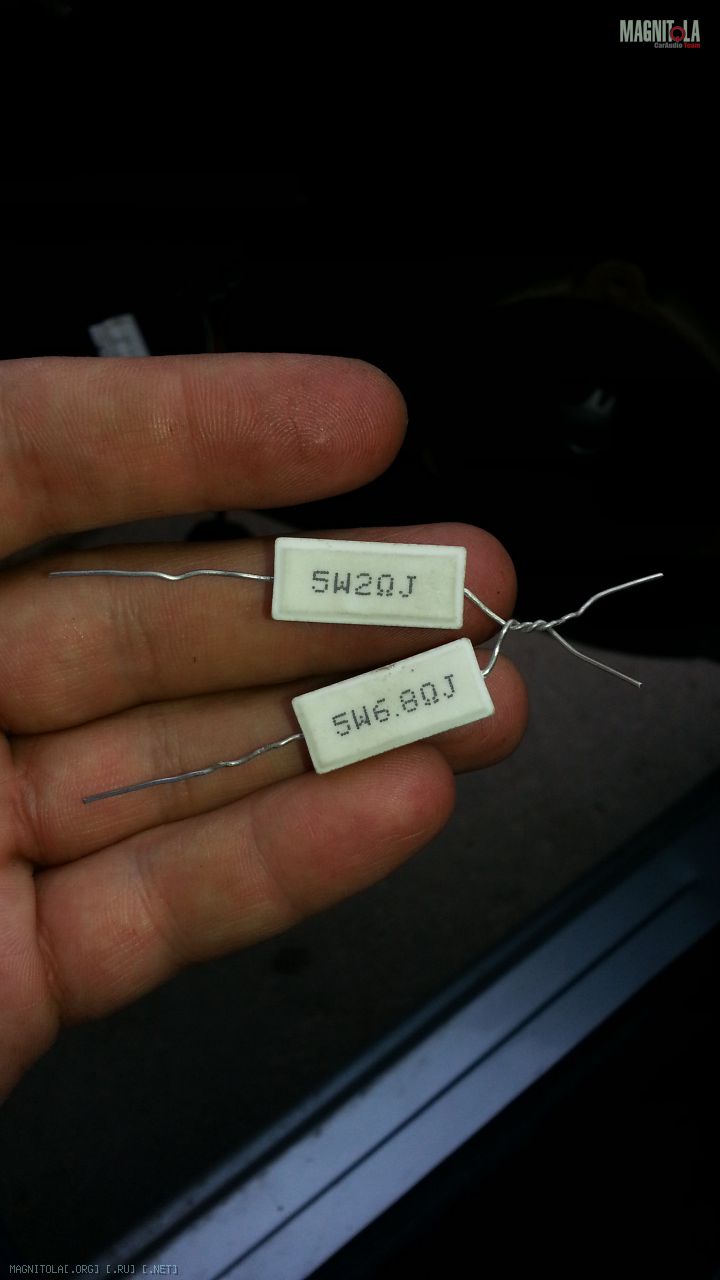 MAGNITOLA
CarAudio Team
5W2ΩJ
5W6.8ΩJ
MAGNITOLA[.ORG] [.RU] [.NET]